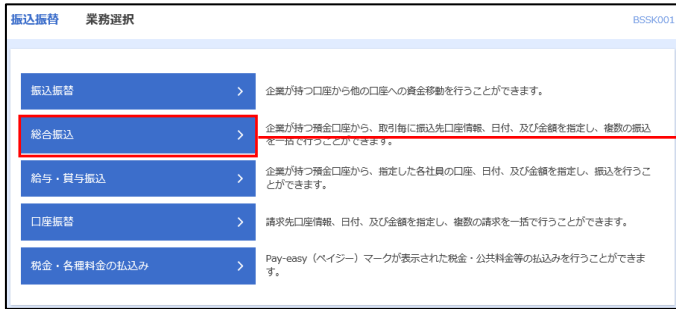 振込振替 業務選択 BSSK001
振込振替
企業が持つ口座から他の口座への資金移動を行うことができます。
総合振込
企業が持つ預金口座から、取引毎に振込先口座情報、日付、及び金額を指定し、複数の振込
を一括で行うことができます。
給与・賞与振込
企業が持つ預金口座から、指定した各社員の口座、日付、及び金額を指定し、振込を行うこ
とができます。
口座振替
請求先口座情報、日付、及び金額を指定し、複数の請求を一括で行うことができます。
税金・各種料金の払込み
Pay-easy（ペイジー）マークが表示された税金・公共料金等の払込みを行うことができま
す。